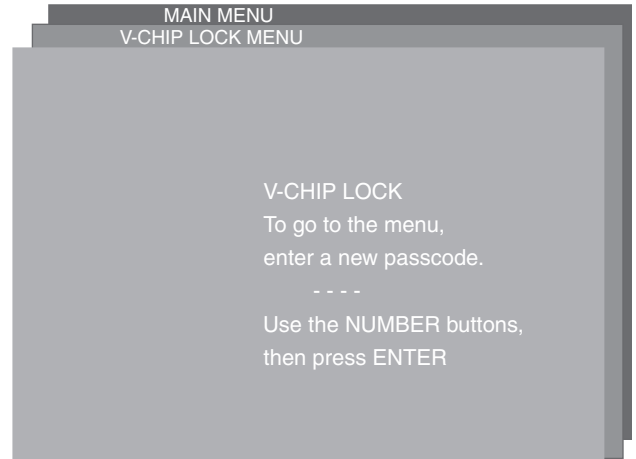 MAIN MENU
V-CHIP LOCK MENU
V-CHIP LOCK
To go to the menu,
enter a new passcode.
- - - -
Use the NUMBER buttons,
then press ENTER